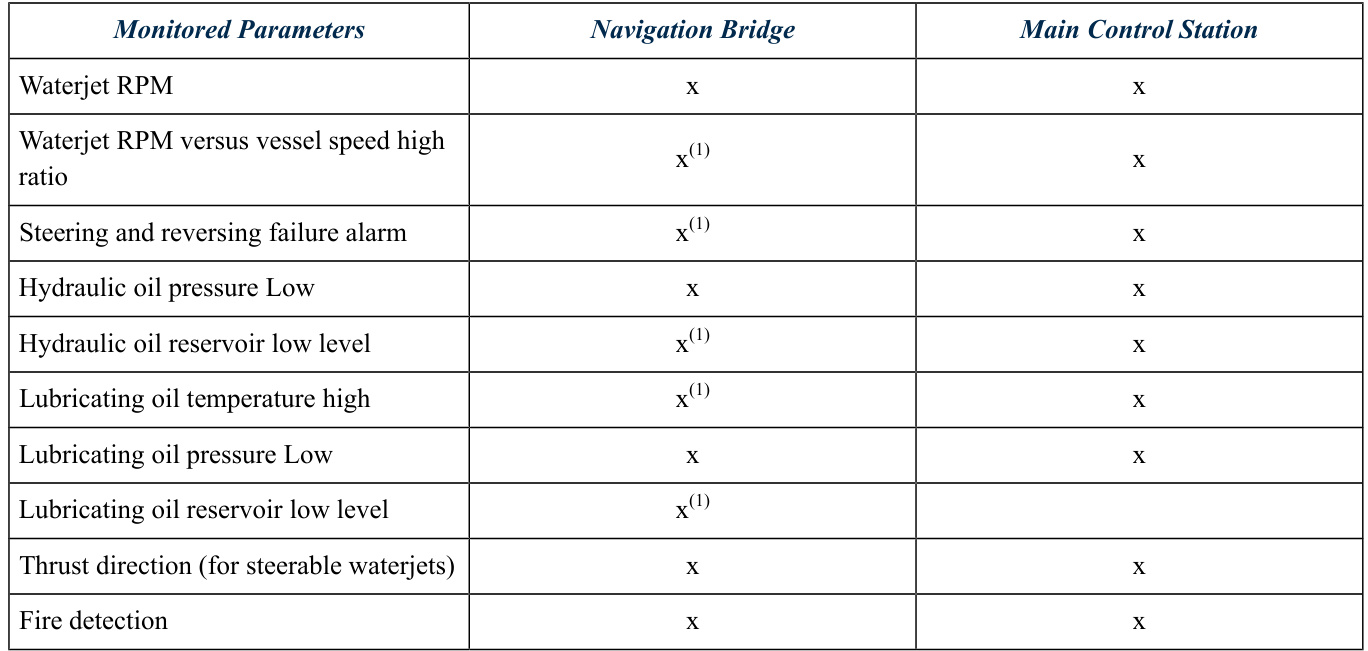 Monitored Parameters Navigation Bridge Main Control Station
Waterjet RPM x x
Waterjet RPM versus vessel speed high
ratio x(1) x
Steering and reversing failure alarm x(1) x
Hydraulic oil pressure Low x x
Hydraulic oil reservoir low level x(1) x
Lubricating oil temperature high x(1) x
Lubricating oil pressure Low x x
Lubricating oil reservoir low level x(1)
Thrust direction (for steerable waterjets) x x
Fire detection x x